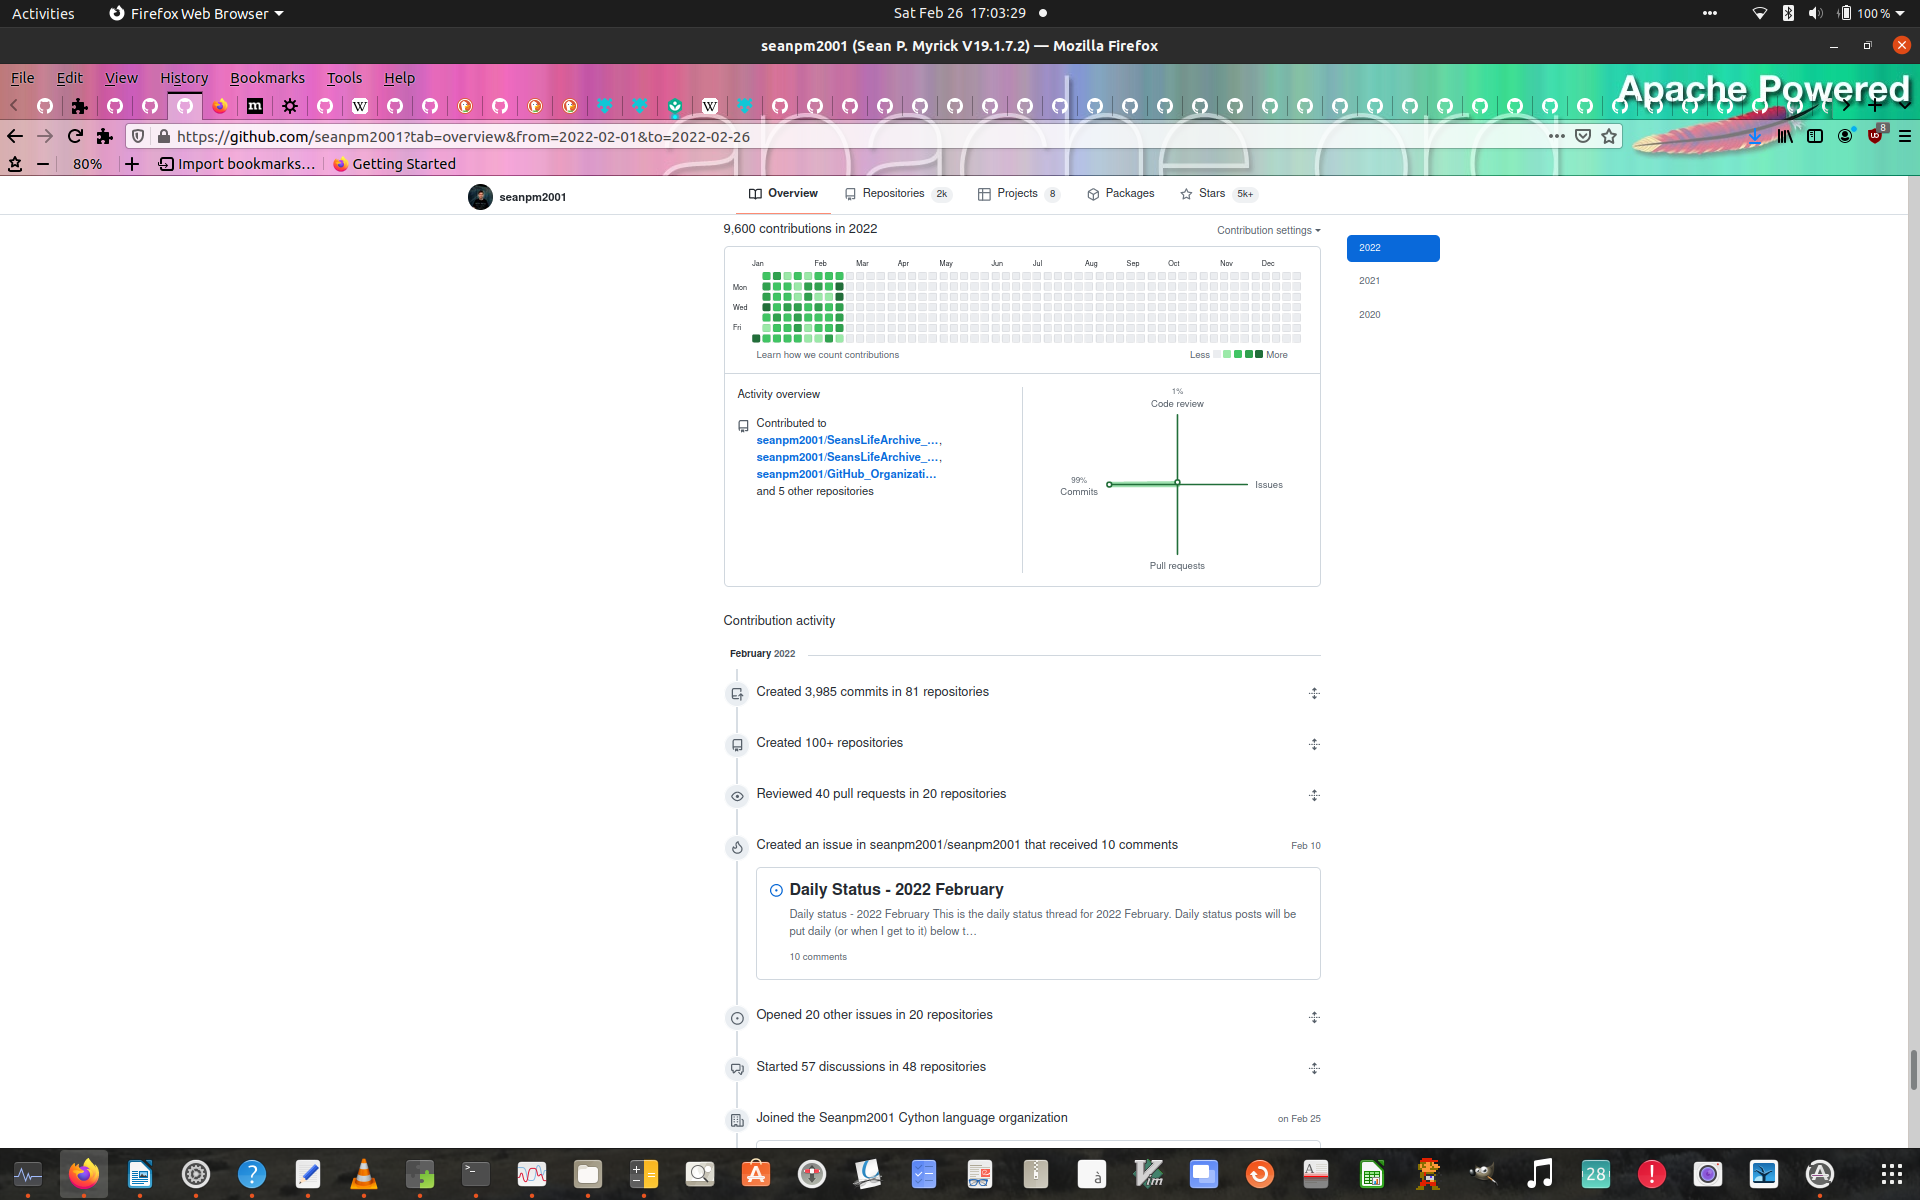 Activities
Firefox Web Browser
Sat Feb 26 17:03:29
100 %
seanpm2001 (Sean P. Myrick V19.1.7.2) — Mozilla Firefox
File Edit View History Bookmarks Tools Help
Apache Powered
https://github.com/seanpm2001?tab=overview&from=2022-02-01&to=2022-02-26
8
80%
Import bookmarks...
Getting Started
seanpm2001
Overview
Repositories 2k
Projects 8
Packages
Stars 5k+
9,600 contributions in 2022
Contribution settings
2022
2021
2020
Jan Feb Mar Apr May Jun Jul Aug Sep Oct Nov Dec
Mon
Wed
Fri
Learn how we count contributions
Less More
Activity overview
Contributed to
seanpm2001/SeansLifeArchive_...,
seanpm2001/SeansLifeArchive_...,
seanpm2001/GitHub_Organizati...
and 5 other repositories
1%
Code review
99%
Commits
Issues
Pull requests
Contribution activity
February 2022
Created 3,985 commits in 81 repositories
Created 100+ repositories
Reviewed 40 pull requests in 20 repositories
Created an issue in seanpm2001/seanpm2001 that received 10 comments
Feb 10
Daily Status - 2022 February
Daily status - 2022 February This is the daily status thread for 2022 February. Daily status posts will be
put daily (or when I get to it) below t...
10 comments
Opened 20 other issues in 20 repositories
Started 57 discussions in 48 repositories
Joined the Seanpm2001 Cython language organization
on Feb 25
28